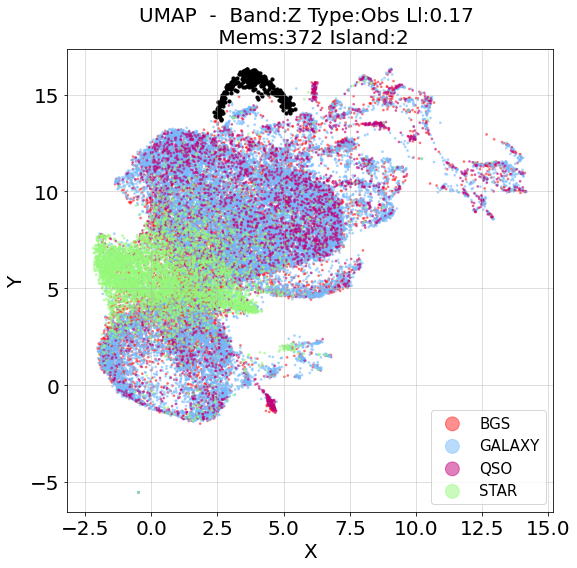 UMAP - Band:Z Type:Obs Ll:0.17
Mems:372 Island:2
Y
15
10
5
0
−5
BGS
GALAXY
QSO
STAR
−2.5 0.0 2.5 5.0 7.5 10.0 12.5 15.0
X